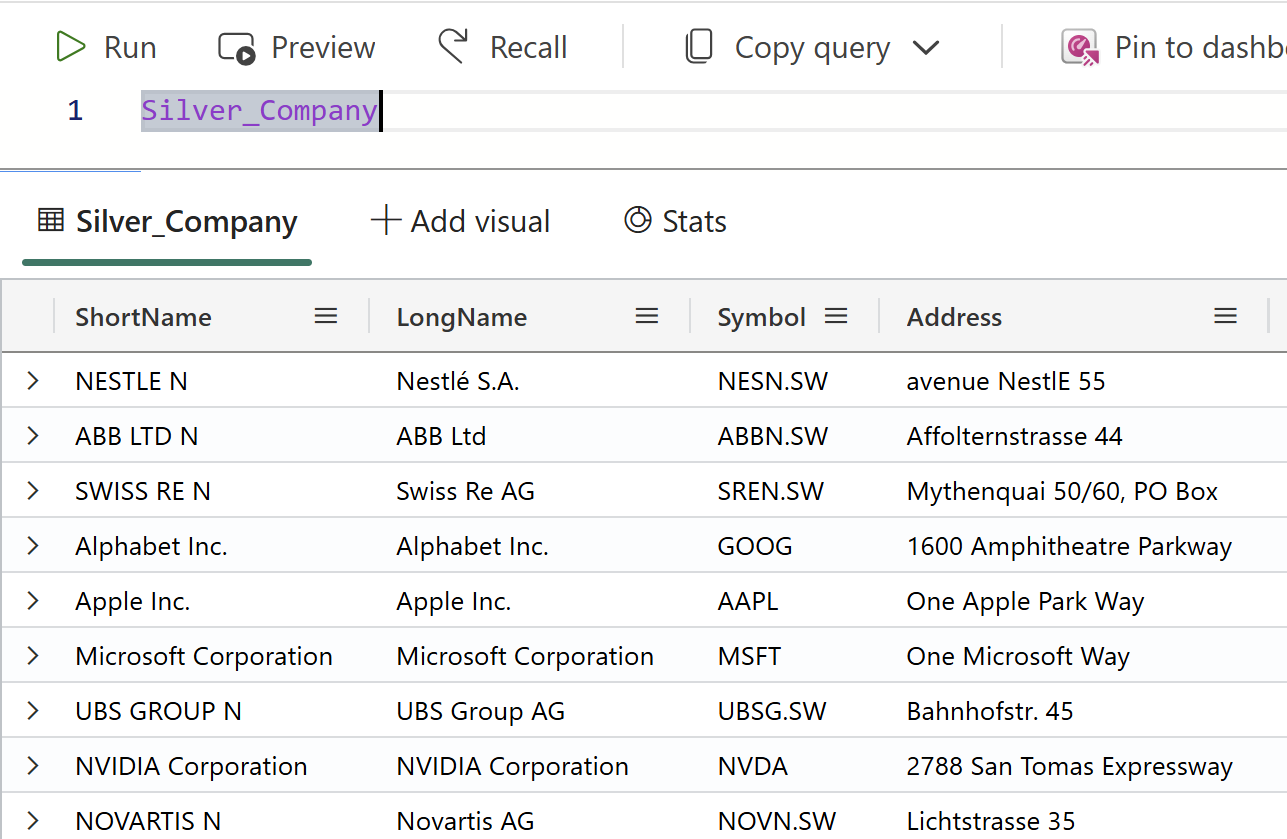 Run Preview Recall Copy query Pin to dashb
1 Silver_Company
Silver_Company Add visual Stats
ShortName LongName Symbol Address
NESTLE N Nestlé S.A. NESN.SW avenue NestlE 55
ABB LTD N ABB Ltd ABBN.SW Affolternstrasse 44
SWISS RE N Swiss Re AG SREN.SW Mythenquai 50/60, PO Box
Alphabet Inc. Alphabet Inc. GOOG 1600 Amphitheatre Parkway
Apple Inc. Apple Inc. AAPL One Apple Park Way
Microsoft Corporation Microsoft Corporation MSFT One Microsoft Way
UBS GROUP N UBS Group AG UBSG.SW Bahnhofstr. 45
NVIDIA Corporation NVIDIA Corporation NVDA 2788 San Tomas Expressway
NOVARTIS N Novartis AG NOVN.SW Lichtstrasse 35